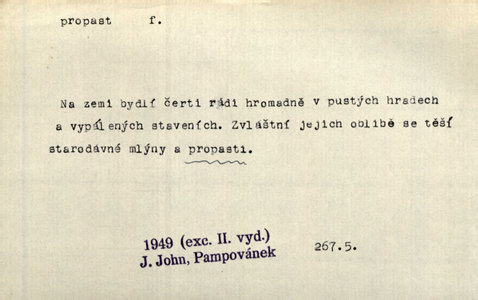 propast f.
Na zemi bydlí čerti rádi hromadně v pustých hradech
a vypálených staveních. Zvláštní jejich oblibě se těší
starodávné mlýny a propasti.
1949 (exc. II. vyd.)
J. John, Pampovánek
267.5.